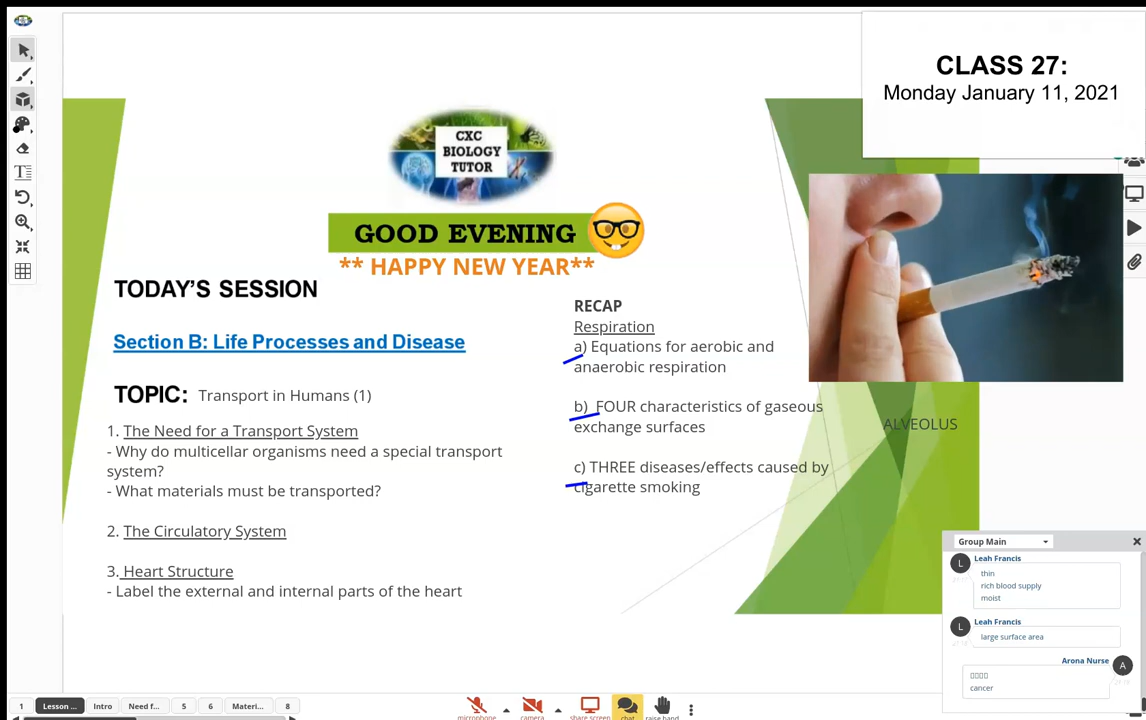 CLASS 27:
Monday January 11, 2021
CXC
BIOLOGY
TUTOR
GOOD EVENING
** HAPPY NEW YEAR**
TODAY'S SESSION
Section B: Life Processes and Disease
TOPIC: Transport in Humans (1)
1. The Need for a Transport System
- Why do multicellar organisms need a special transport
system?
- What materials must be transported?
2. The Circulatory System
3. Heart Structure
- Label the external and internal parts of the heart
RECAP
Respiration
a) Equations for aerobic and
anaerobic respiration
b) FOUR characteristics of gaseous
exchange surfaces
c) THREE diseases/effects caused by
cigarette smoking
ALVEOLUS
Group Main
L
Leah Francis
thin
rich blood supply
moist
L
Leah Francis
large surface area
Arona Nurse
A
cancer
1
Lesson ...
Intro
Need f...
5
6
Materi...
8
microphone
camera
share screen
chat
raise hand